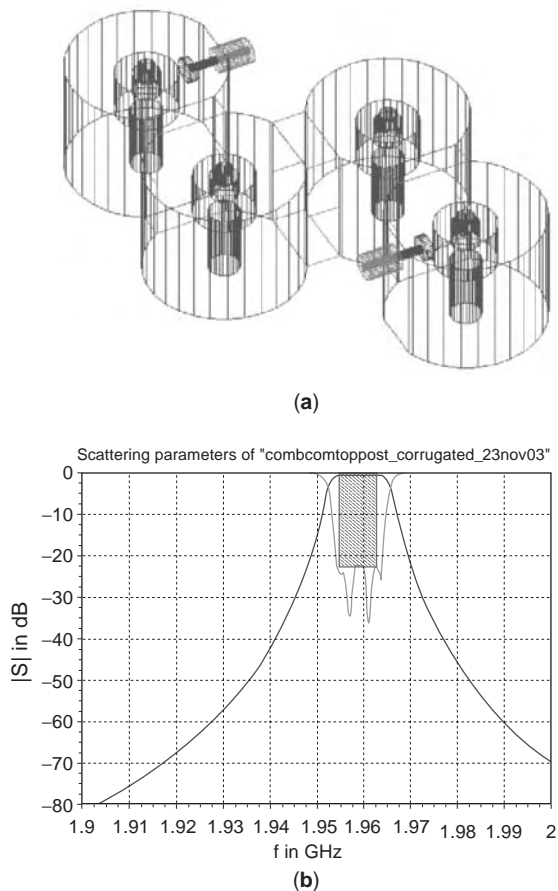 (a)
Scattering parameters of "combcomtoppost_corrugated_23nov03"
0
–10
–20
–30
–40
–50
–60
–70
–80
|S| in dB
1.9 1.91 1.92 1.93 1.94 1.95 1.96 1.97 1.98 1.99 2
f in GHz
(b)